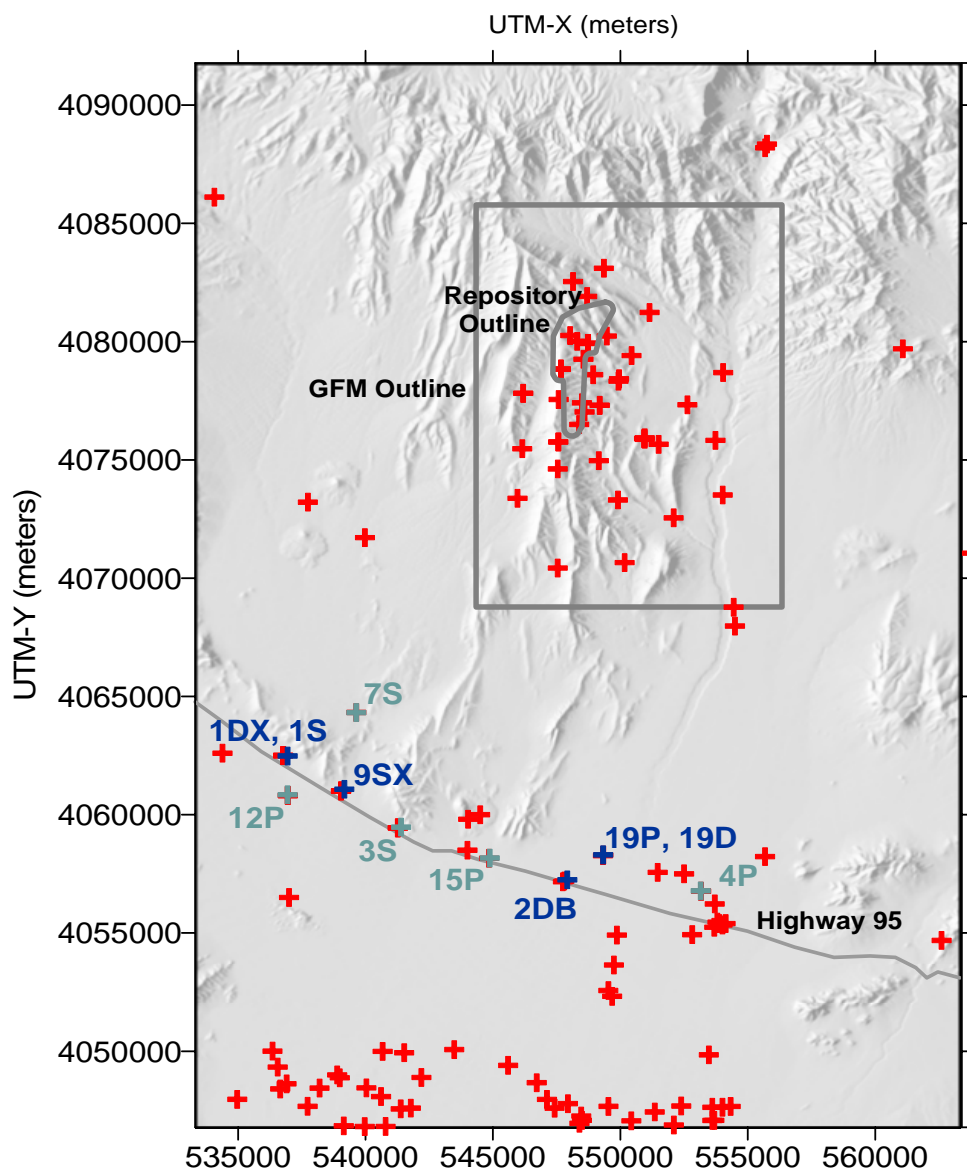 UTM-X (meters)
4090000
4085000
Repository
Outline
4080000
GFM Outline
4075000
UTM-Y (meters)
4070000
4065000
7S
1DX, 1S
9SX
4060000
12P
3S
19P, 19D
15P
4P
2DB
Highway 95
4055000
4050000
535000 540000 545000 550000 555000 560000